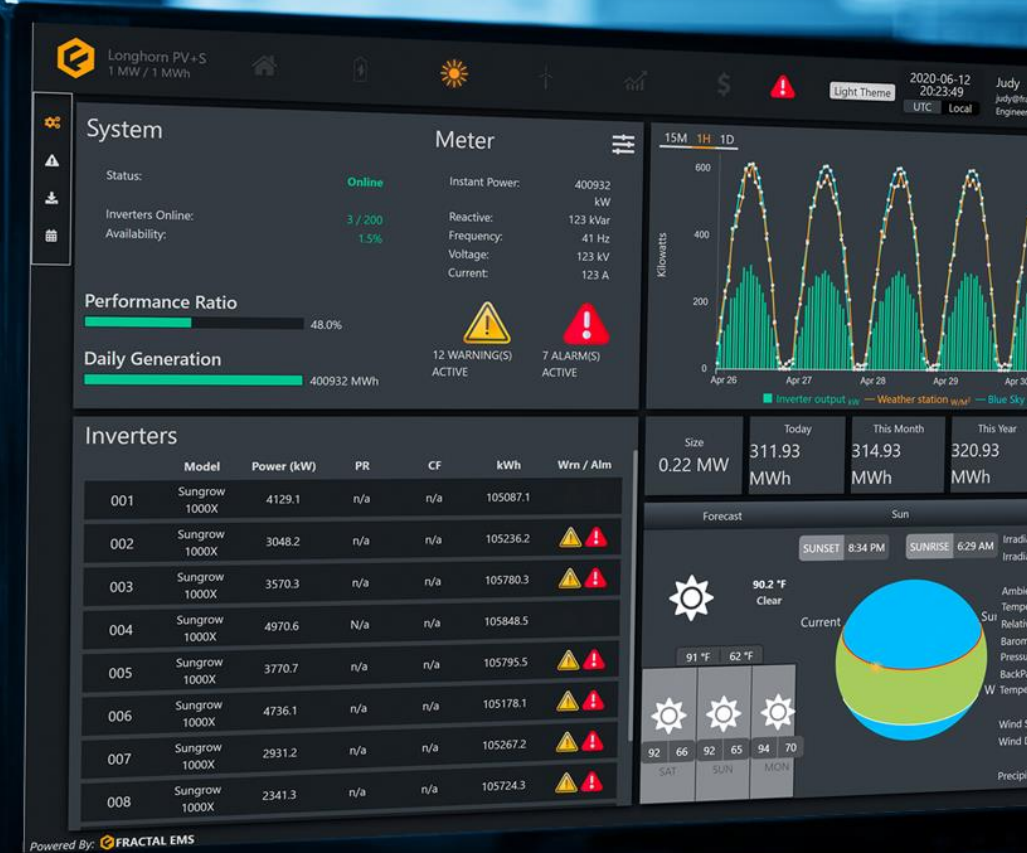 Longhorn PV+S
1 MW / 1 MWh
Light Theme
2020-06-12
20:23:49
UTC Local
Judy
Engineer
System
Status: Online
Inverters Online: 3 / 200
Availability: 1.5%
Performance Ratio
48.0%
Daily Generation
400932 MWh
Meter
Instant Power: 400932
kW
Reactive: 123 kVar
Frequency: 41 Hz
Voltage: 123 kV
Current: 123 A
12 WARNING(S)
ACTIVE
7 ALARM(S)
ACTIVE
15M 1H 1D
Kilowatts
600
400
200
0
Apr 26 Apr 27 Apr 28 Apr 29 Apr 30
Inverter output kW Weather station W/M² Blue Sky
Inverters
Model Power (kW) PR CF kWh Wrn / Alm
001 Sungrow 1000X 4129.1 n/a n/a 105087.1
002 Sungrow 1000X 3048.2 n/a n/a 105236.2
003 Sungrow 1000X 3570.3 n/a n/a 105780.3
004 Sungrow 1000X 4970.6 N/a n/a 105848.5
005 Sungrow 1000X 3770.7 n/a n/a 105795.5
006 Sungrow 1000X 4736.1 n/a n/a 105178.1
007 Sungrow 1000X 2931.2 n/a n/a 105267.2
008 Sungrow 1000X 2341.3 n/a n/a 105724.3
Size
0.22 MW
Today
311.93
MWh
This Month
314.93
MWh
This Year
320.93
MWh
Forecast
Sun
SUNSET 8:34 PM SUNRISE 6:29 AM
90.2 °F
Clear
Current
91 °F 62 °F
92 66 92 65 94 70
SAT SUN MON
Powered By: FRACTAL EMS